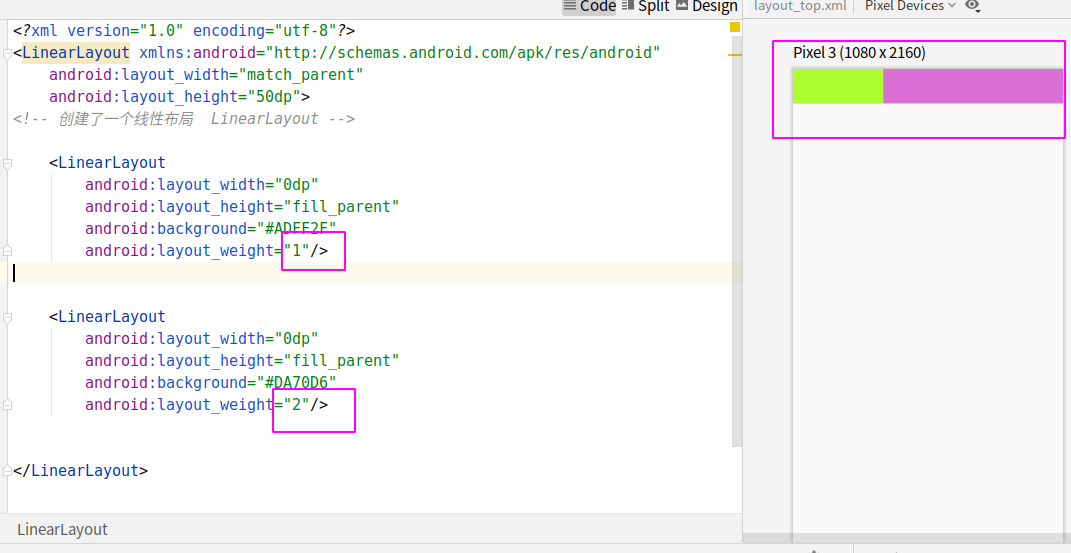 Code Split Design layout_top.xml Pixel Devices
<?xml version="1.0" encoding="utf-8"?>
<LinearLayout xmlns:android="http://schemas.android.com/apk/res/android"
android:layout_width="match_parent"
android:layout_height="50dp">
<!-- 创建了一个线性布局  LinearLayout -->
<LinearLayout
android:layout_width="0dp"
android:layout_height="fill_parent"
android:background="#ADFF2F"
android:layout_weight="1"/>
<LinearLayout
android:layout_width="0dp"
android:layout_height="fill_parent"
android:background="#DA70D6"
android:layout_weight="2"/>
</LinearLayout>
LinearLayout
Pixel 3 (1080 x 2160)